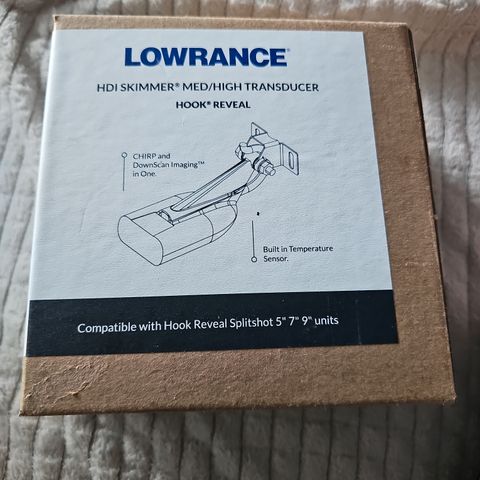 LOWRANCE®
HDI SKIMMER® MED/HIGH TRANSDUCER
HOOK® REVEAL
CHIRP and
DownScan Imaging™
in One.
Built in Temperature
Sensor.
Compatible with Hook Reveal Splitshot 5" 7" 9" units